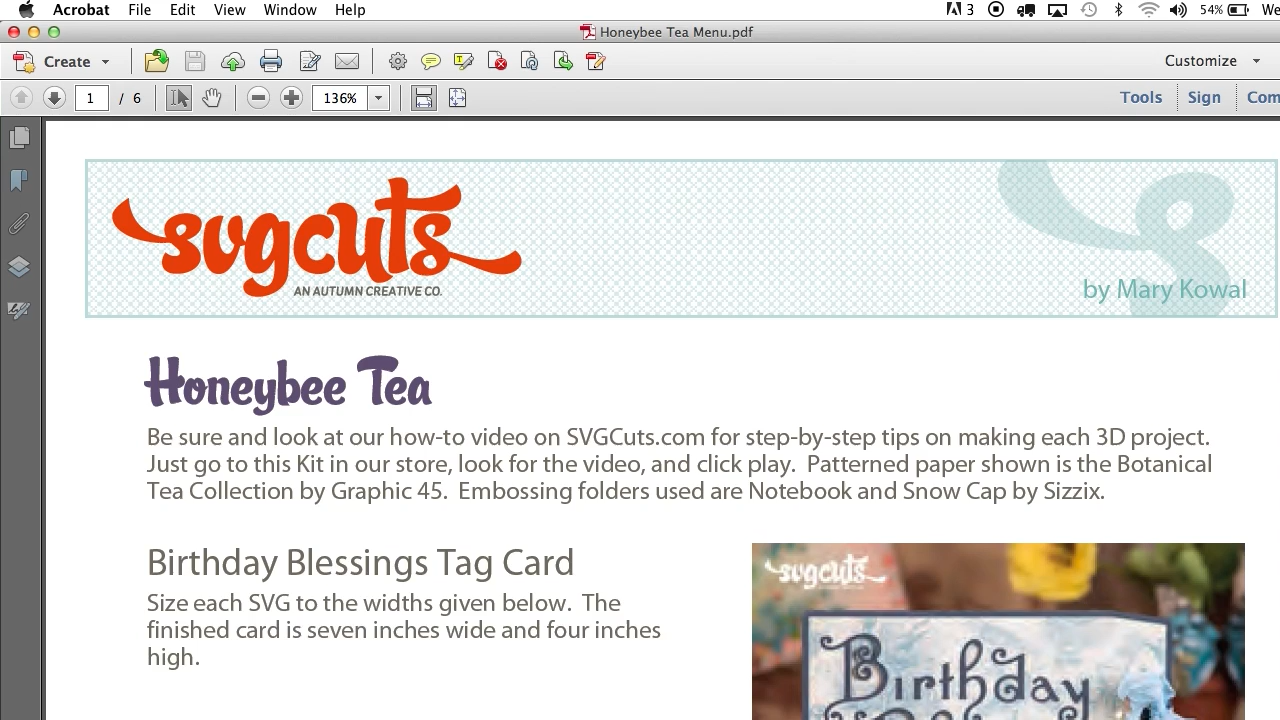 Acrobat File Edit View Window Help 3 54% We
Honeybee Tea Menu.pdf
Create Customize
1 / 6 136% Tools Sign Com
svgcuts
AN AUTUMN CREATIVE CO.
by Mary Kowal
Honeybee Tea
Be sure and look at our how-to video on SVGCuts.com for step-by-step tips on making each 3D project.
Just go to this Kit in our store, look for the video, and click play.  Patterned paper shown is the Botanical
Tea Collection by Graphic 45.  Embossing folders used are Notebook and Snow Cap by Sizzix.
Birthday Blessings Tag Card
Size each SVG to the widths given below.  The
finished card is seven inches wide and four inches
high.
svgcuts
Birthday